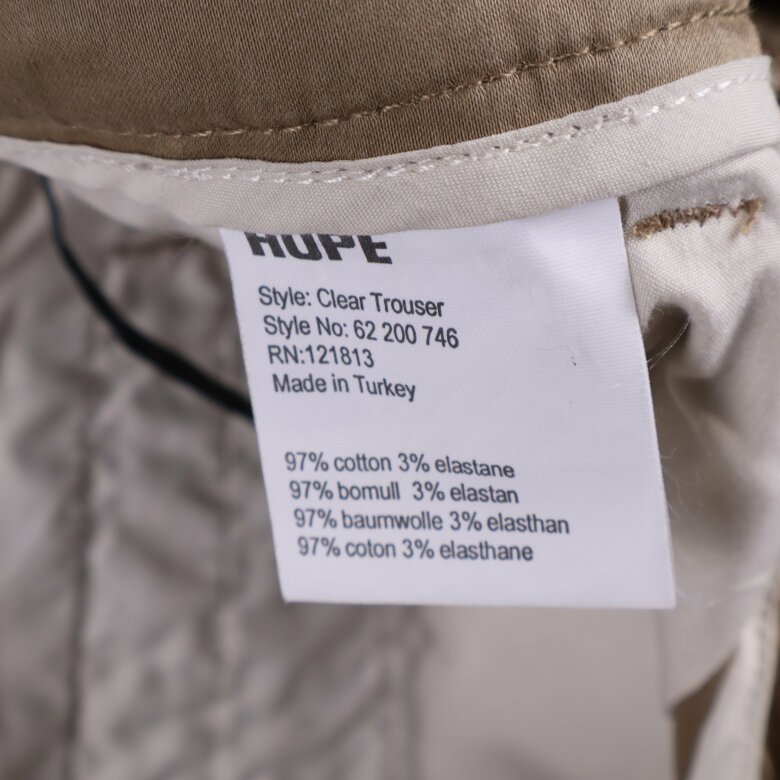 HOPE
Style: Clear Trouser
Style No: 62 200 746
RN:121813
Made in Turkey
97% cotton 3% elastane
97% bomull 3% elastan
97% baumwolle 3% elasthan
97% coton 3% elasthane